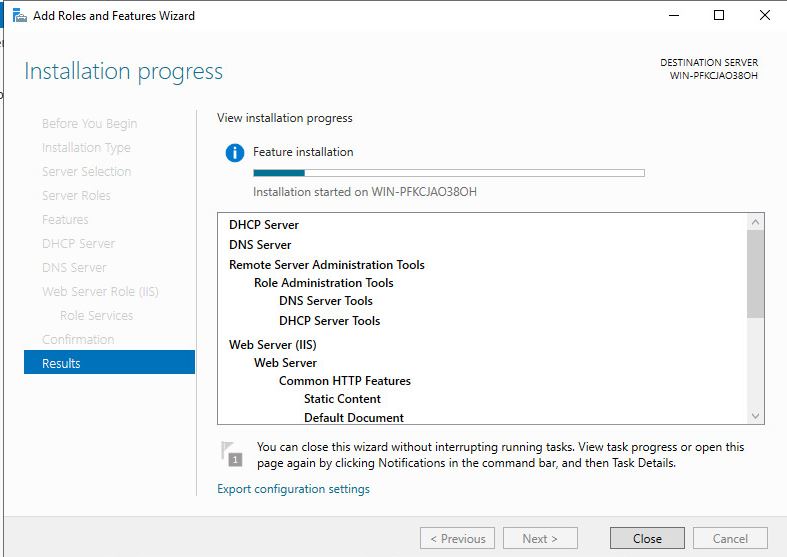 Add Roles and Features Wizard
Installation progress
DESTINATION SERVER
WIN-PFKCJAO38OH
Before You Begin
Installation Type
Server Selection
Server Roles
Features
DHCP Server
DNS Server
Web Server Role (IIS)
Role Services
Confirmation
Results
View installation progress
Feature installation
Installation started on WIN-PFKCJAO38OH
DHCP Server
DNS Server
Remote Server Administration Tools
Role Administration Tools
DNS Server Tools
DHCP Server Tools
Web Server (IIS)
Web Server
Common HTTP Features
Static Content
Default Document
1
You can close this wizard without interrupting running tasks. View task progress or open this
page again by clicking Notifications in the command bar, and then Task Details.
Export configuration settings
< Previous
Next >
Close
Cancel